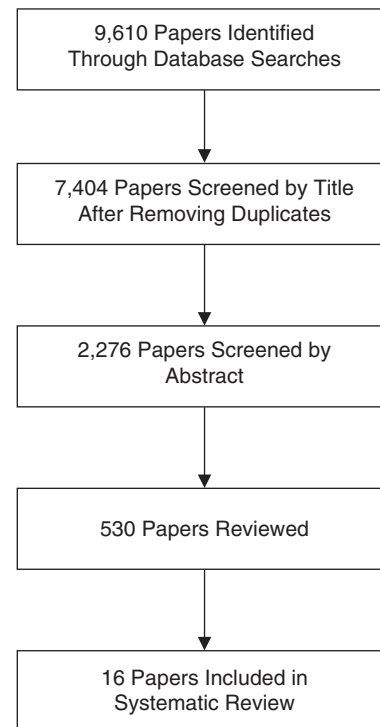 9,610 Papers Identified
Through Database Searches
7,404 Papers Screened by Title
After Removing Duplicates
2,276 Papers Screened by
Abstract
530 Papers Reviewed
16 Papers Included in
Systematic Review